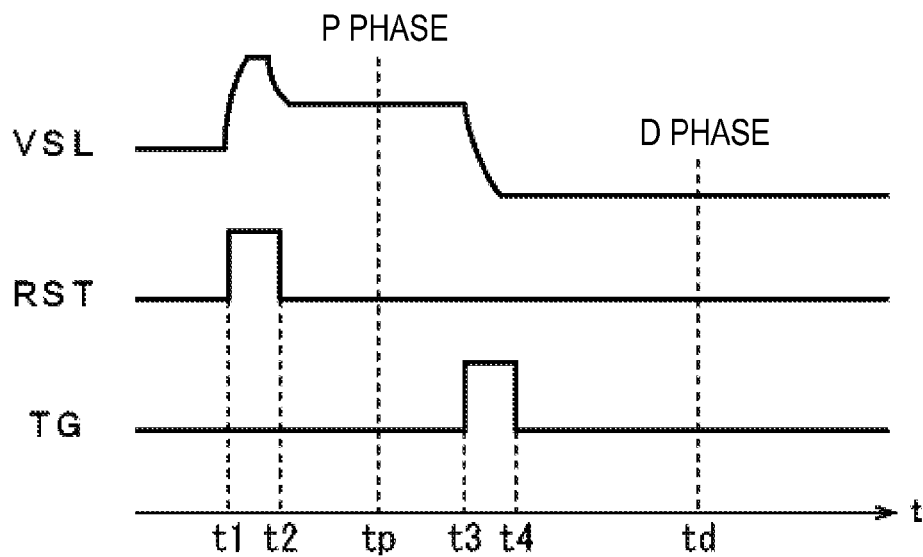 P PHASE
VSL
D PHASE
RST
TG
t1 t2 tp t3 t4 td t